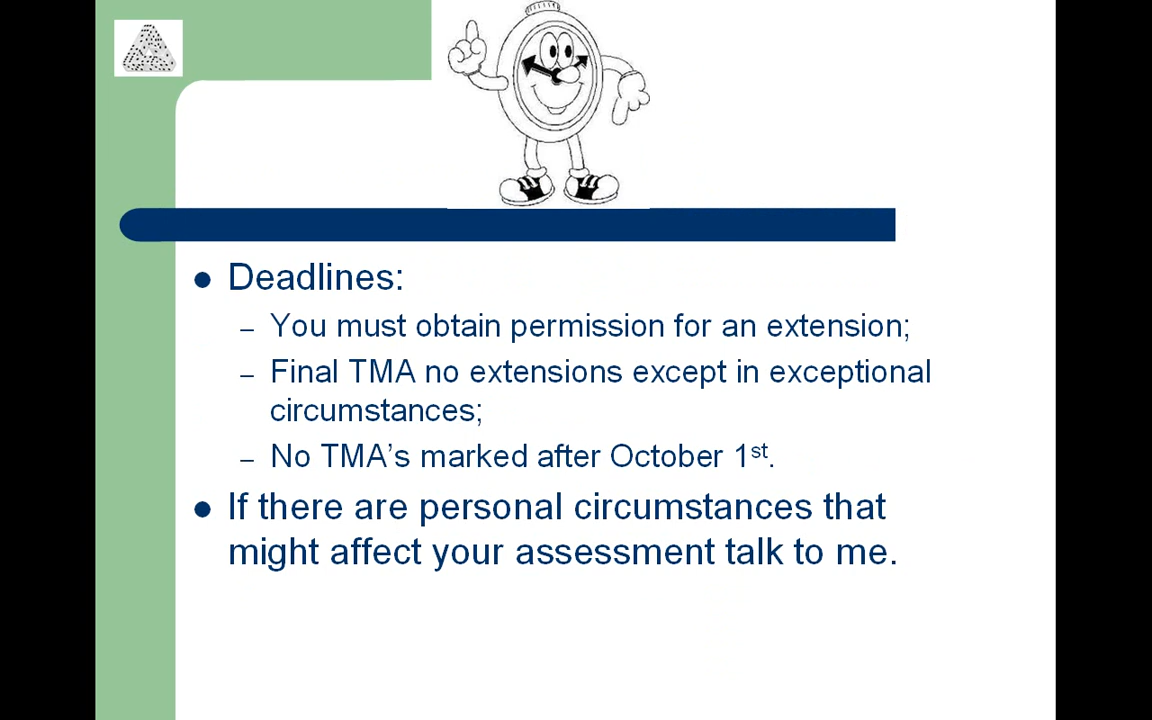 Deadlines:
– You must obtain permission for an extension;
– Final TMA no extensions except in exceptional
circumstances;
– No TMA’s marked after October 1st.
If there are personal circumstances that
might affect your assessment talk to me.